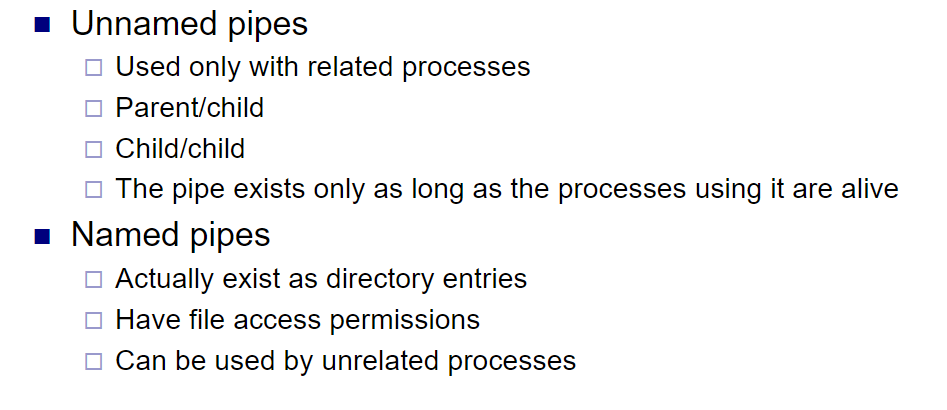 Unnamed pipes
Used only with related processes
Parent/child
Child/child
The pipe exists only as long as the processes using it are alive
Named pipes
Actually exist as directory entries
Have file access permissions
Can be used by unrelated processes